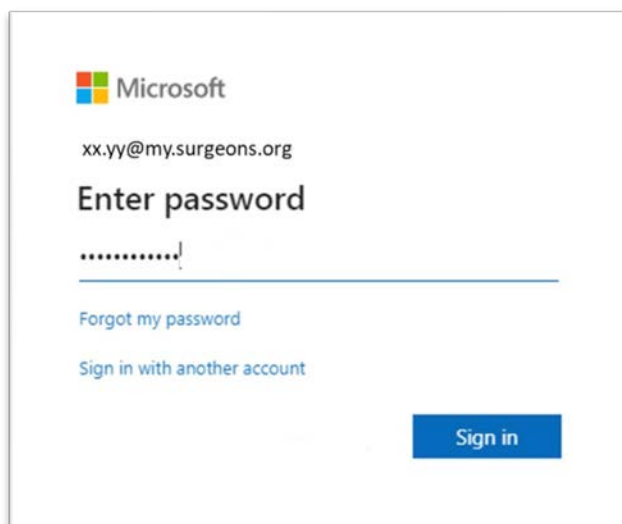 Microsoft
xx.yy@my.surgeons.org
Enter password
••••••••••••
Forgot my password
Sign in with another account
Sign in